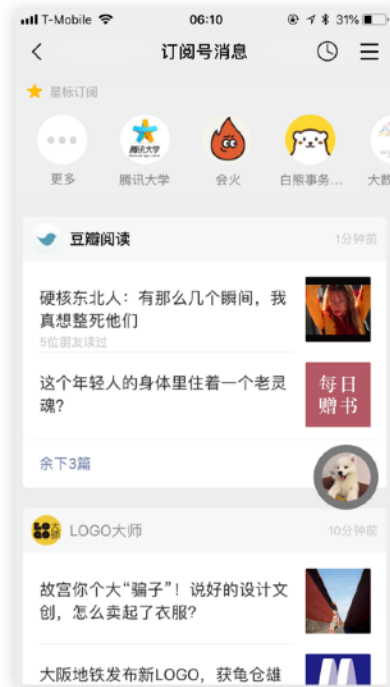 T-Mobile 06:10 31%
订阅号消息
星标订阅
腾讯大学
更多 腾讯大学 会火 白熊事务... 大数
豆瓣阅读 1分钟前
硬核东北人：有那么几个瞬间，我
真想整死他们
5位朋友读过
这个年轻人的身体里住着一个老灵
魂？
每日
赠书
余下3篇
LOGO大师 10分钟前
故宫你个大“骗子”！说好的设计文
创，怎么卖起了衣服？
大阪地铁发布新LOGO，获龟仓雄